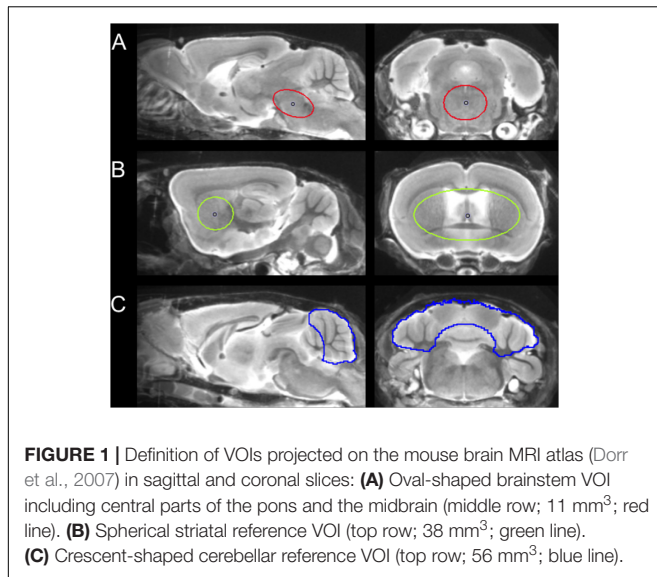 A
B
C
FIGURE 1 | Definition of VOIs projected on the mouse brain MRI atlas (Dorr
et al., 2007) in sagittal and coronal slices: (A) Oval-shaped brainstem VOI
including central parts of the pons and the midbrain (middle row; 11 mm³; red
line). (B) Spherical striatal reference VOI (top row; 38 mm³; green line).
(C) Crescent-shaped cerebellar reference VOI (top row; 56 mm³; blue line).